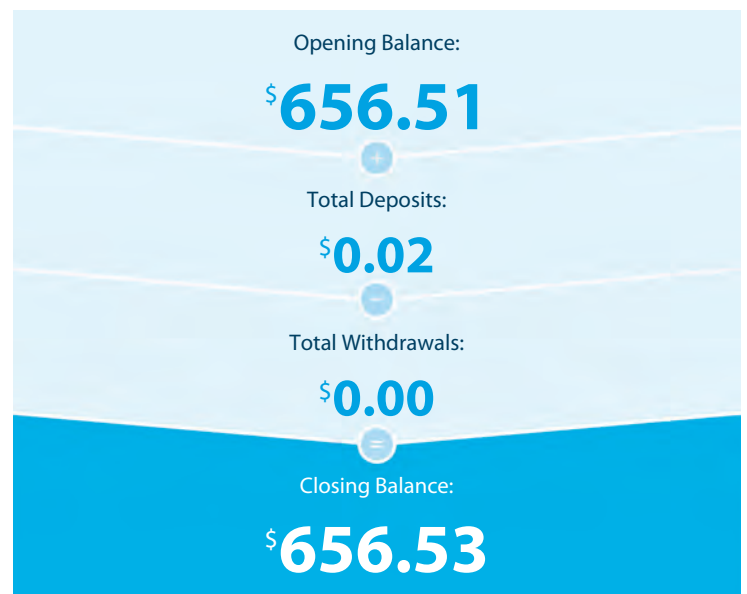 Opening Balance:
$656.51
+
Total Deposits:
$0.02
-
Total Withdrawals:
$0.00
=
Closing Balance:
$656.53